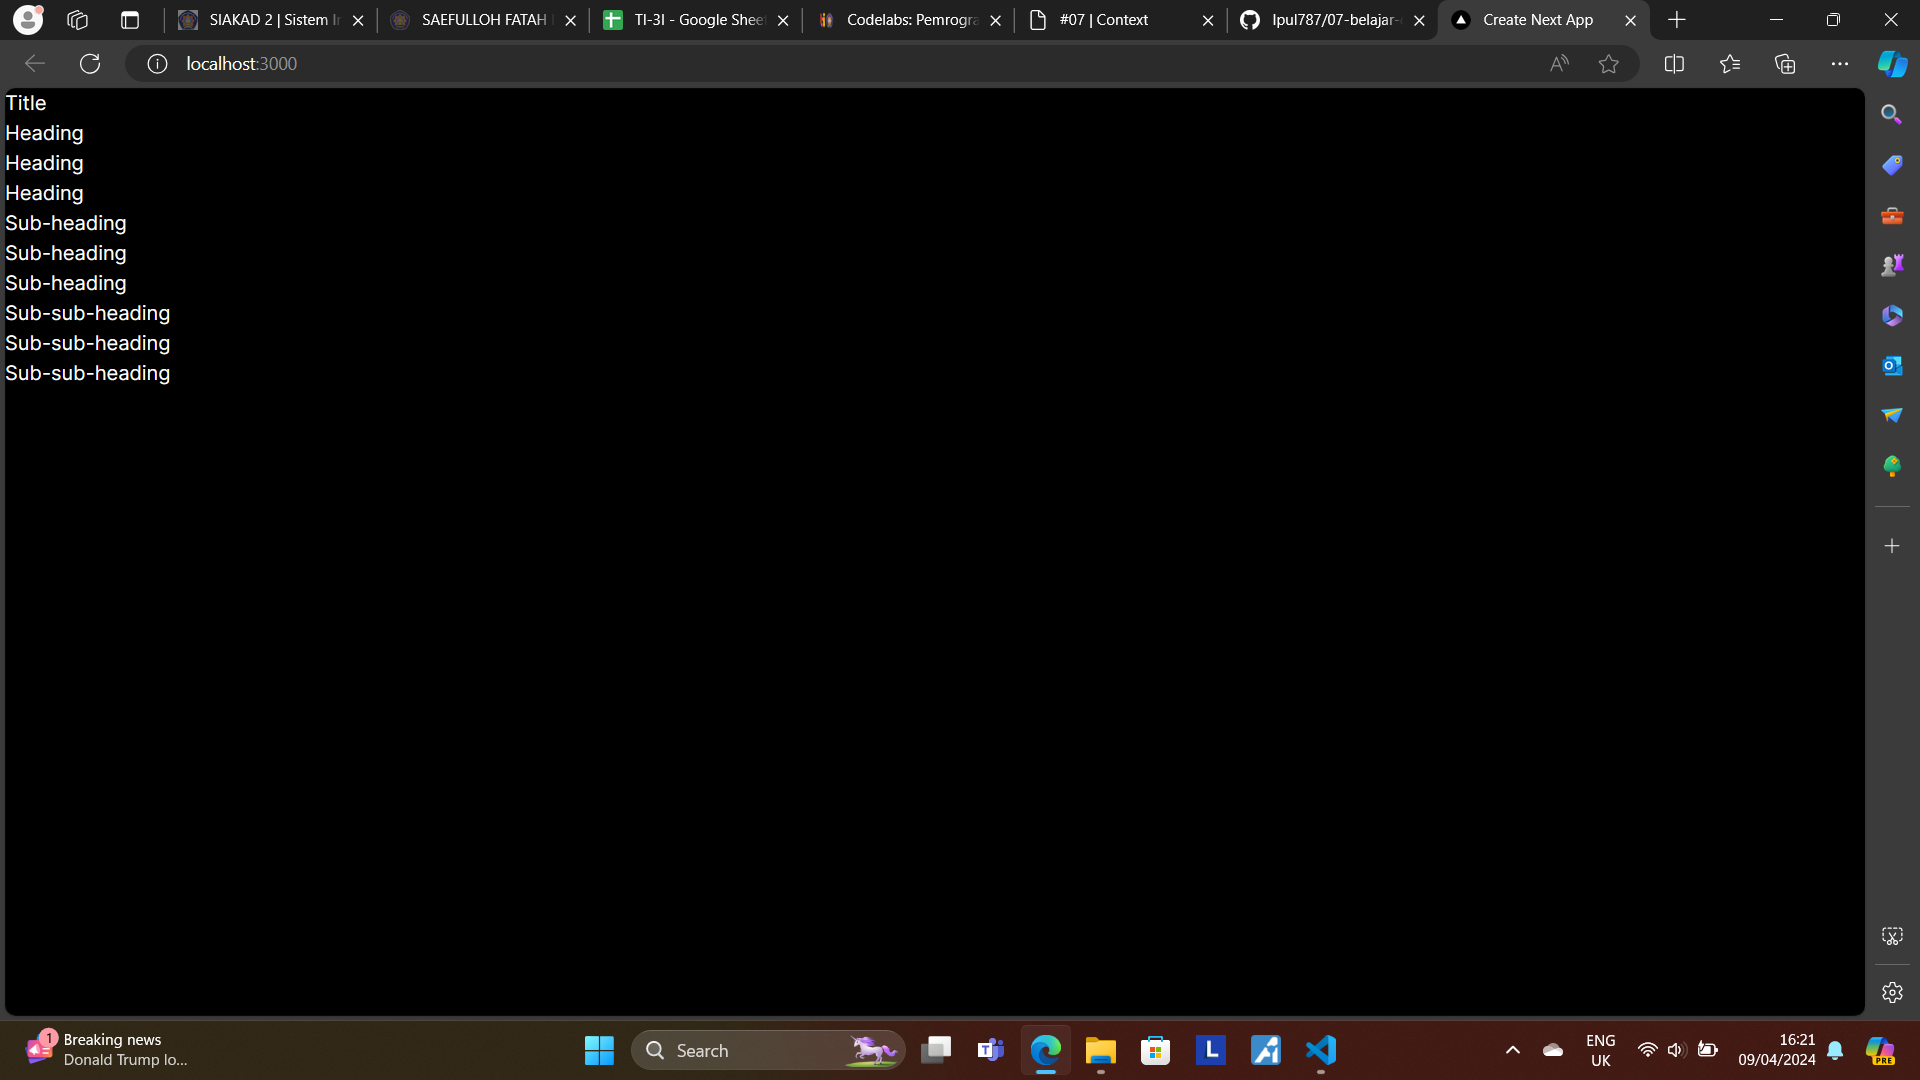 SIAKAD 2 | Sistem
SAEFULLOH FATAH
TI-3I - Google Shee
Codelabs: Pemrogra
#07 | Context
Ipul787/07-belajar-
Create Next App
localhost:3000
Title
Heading
Heading
Heading
Sub-heading
Sub-heading
Sub-heading
Sub-sub-heading
Sub-sub-heading
Sub-sub-heading
1
Breaking news
Donald Trump lo...
Search
ENG
UK
16:21
09/04/2024
PRE